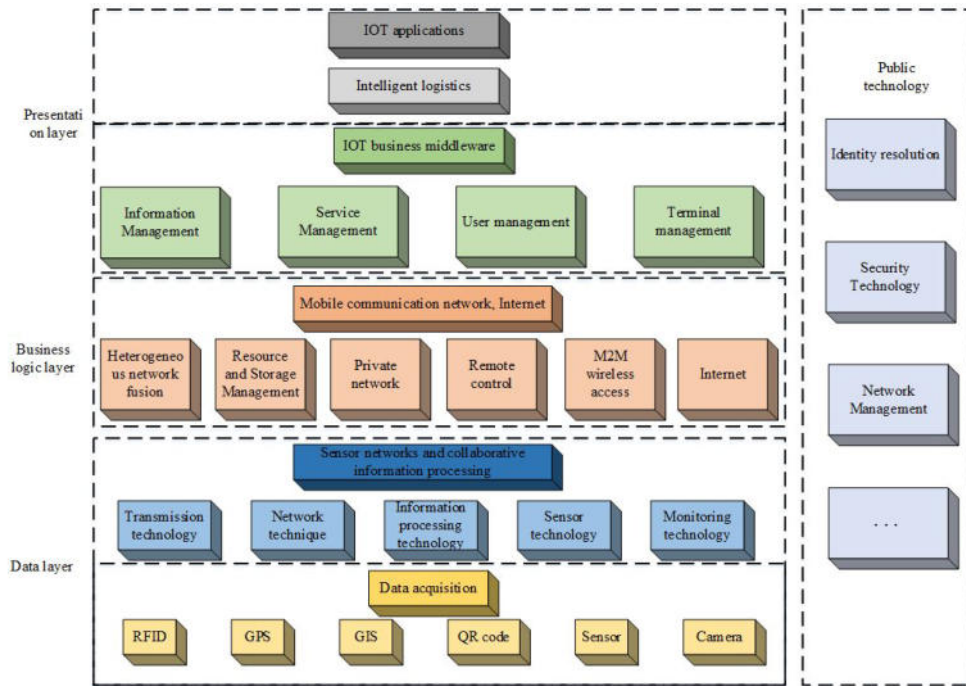 IOT applications
Intelligent logistics
Presentati
on layer
IOT business middleware
Information
Management
Service
Management
User management
Terminal
management
Mobile communication network, Internet
Business
logic layer
Heterogeneo
us network
fusion
Resource
and Storage
Management
Private
network
Remote
control
M2M
wireless
access
Internet
Sensor networks and collaborative
information processing
Transmission
technology
Network
technique
Information
processing
technology
Sensor
technology
Monitoring
technology
Data layer
Data acquisition
RFID
GPS
GIS
QR code
Sensor
Camera
Public
technology
Identity resolution
Security
Technology
Network
Management
...